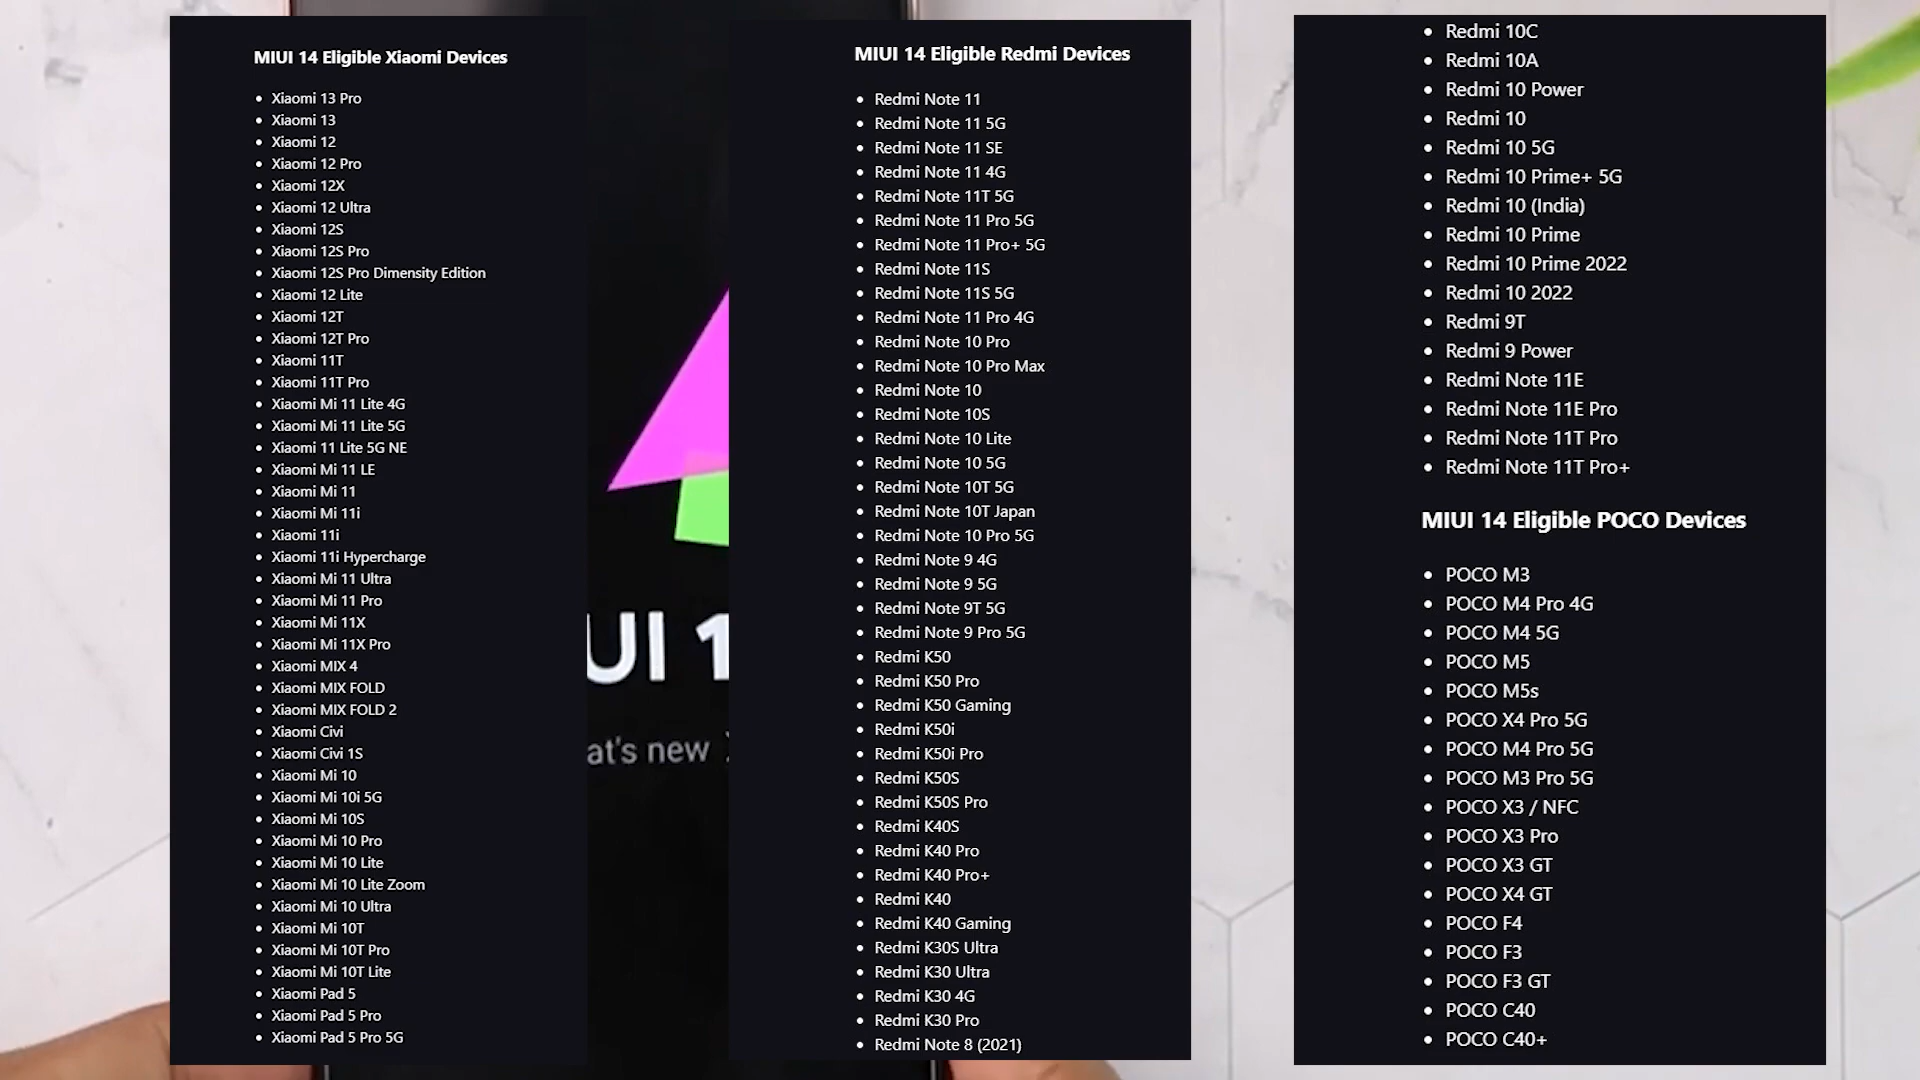 MIUI 14 Eligible Xiaomi Devices
Xiaomi 13 Pro
Xiaomi 13
Xiaomi 12
Xiaomi 12 Pro
Xiaomi 12X
Xiaomi 12 Ultra
Xiaomi 12S
Xiaomi 12S Pro
Xiaomi 12S Pro Dimensity Edition
Xiaomi 12 Lite
Xiaomi 12T
Xiaomi 12T Pro
Xiaomi 11T
Xiaomi 11T Pro
Xiaomi Mi 11 Lite 4G
Xiaomi Mi 11 Lite 5G
Xiaomi 11 Lite 5G NE
Xiaomi Mi 11 LE
Xiaomi Mi 11
Xiaomi Mi 11i
Xiaomi 11i
Xiaomi 11i Hypercharge
Xiaomi Mi 11 Ultra
Xiaomi Mi 11 Pro
Xiaomi Mi 11X
Xiaomi Mi 11X Pro
Xiaomi MIX 4
Xiaomi MIX FOLD
Xiaomi MIX FOLD 2
Xiaomi Civi
Xiaomi Civi 1S
Xiaomi Mi 10
Xiaomi Mi 10i 5G
Xiaomi Mi 10S
Xiaomi Mi 10 Pro
Xiaomi Mi 10 Lite
Xiaomi Mi 10 Lite Zoom
Xiaomi Mi 10 Ultra
Xiaomi Mi 10T
Xiaomi Mi 10T Pro
Xiaomi Mi 10T Lite
Xiaomi Pad 5
Xiaomi Pad 5 Pro
Xiaomi Pad 5 Pro 5G
UI 1
at's new
MIUI 14 Eligible Redmi Devices
Redmi Note 11
Redmi Note 11 5G
Redmi Note 11 SE
Redmi Note 11 4G
Redmi Note 11T 5G
Redmi Note 11 Pro 5G
Redmi Note 11 Pro+ 5G
Redmi Note 11S
Redmi Note 11S 5G
Redmi Note 11 Pro 4G
Redmi Note 10 Pro
Redmi Note 10 Pro Max
Redmi Note 10
Redmi Note 10S
Redmi Note 10 Lite
Redmi Note 10 5G
Redmi Note 10T 5G
Redmi Note 10T Japan
Redmi Note 10 Pro 5G
Redmi Note 9 4G
Redmi Note 9 5G
Redmi Note 9T 5G
Redmi Note 9 Pro 5G
Redmi K50
Redmi K50 Pro
Redmi K50 Gaming
Redmi K50i
Redmi K50i Pro
Redmi K50S
Redmi K50S Pro
Redmi K40S
Redmi K40 Pro
Redmi K40 Pro+
Redmi K40
Redmi K40 Gaming
Redmi K30S Ultra
Redmi K30 Ultra
Redmi K30 4G
Redmi K30 Pro
Redmi Note 8 (2021)
Redmi 10C
Redmi 10A
Redmi 10 Power
Redmi 10
Redmi 10 5G
Redmi 10 Prime+ 5G
Redmi 10 (India)
Redmi 10 Prime
Redmi 10 Prime 2022
Redmi 10 2022
Redmi 9T
Redmi 9 Power
Redmi Note 11E
Redmi Note 11E Pro
Redmi Note 11T Pro
Redmi Note 11T Pro+
MIUI 14 Eligible POCO Devices
POCO M3
POCO M4 Pro 4G
POCO M4 5G
POCO M5
POCO M5s
POCO X4 Pro 5G
POCO M4 Pro 5G
POCO M3 Pro 5G
POCO X3 / NFC
POCO X3 Pro
POCO X3 GT
POCO X4 GT
POCO F4
POCO F3
POCO F3 GT
POCO C40
POCO C40+